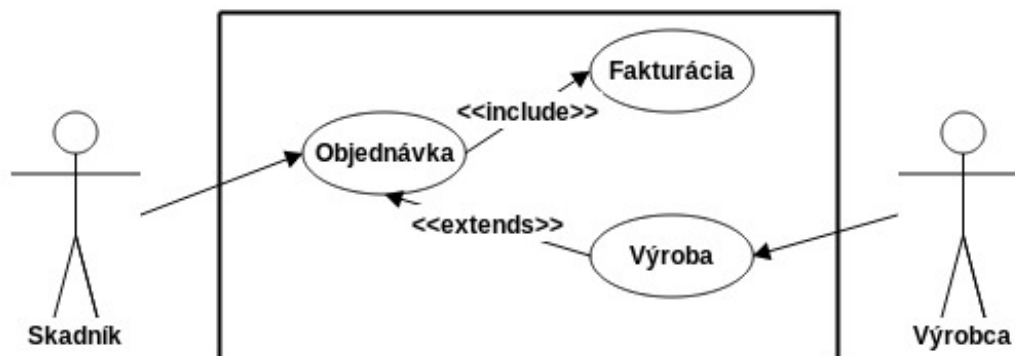 Fakturácia
<<include>>
Objednávka
<<extends>>
Výroba
Skadník
Výrobca